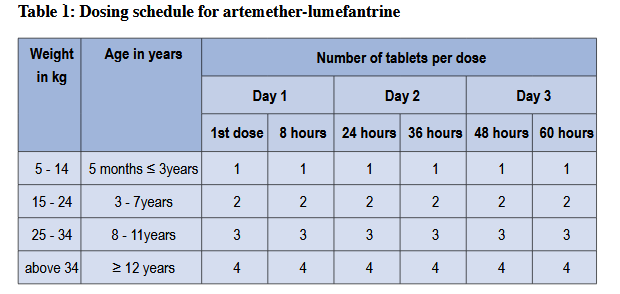 Table 1: Dosing schedule for artemether-lumefantrine
Weight in kg Age in years Number of tablets per dose
Day 1 Day 2 Day 3
1st dose 8 hours 24 hours 36 hours 48 hours 60 hours
5 - 14 5 months ≤ 3years 1 1 1 1 1 1
15 - 24 3 - 7years 2 2 2 2 2 2
25 - 34 8 - 11years 3 3 3 3 3 3
above 34 ≥ 12 years 4 4 4 4 4 4